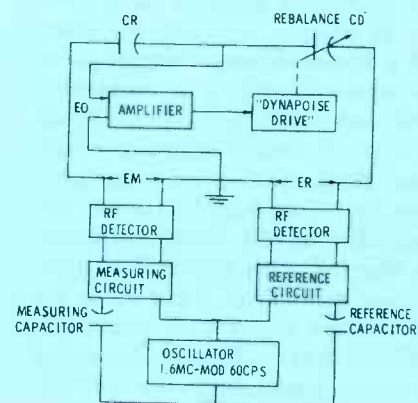 CR
REBALANCE CD
EO
AMPLIFIER
"DYNAPOISE
DRIVE"
EM
ER
RF
DETECTOR
RF
DETECTOR
MEASURING
CIRCUIT
REFERENCE
CIRCUIT
MEASURING
CAPACITOR
REFERENCE
CAPACITOR
OSCILLATOR
1.6MC-MOD 60CPS